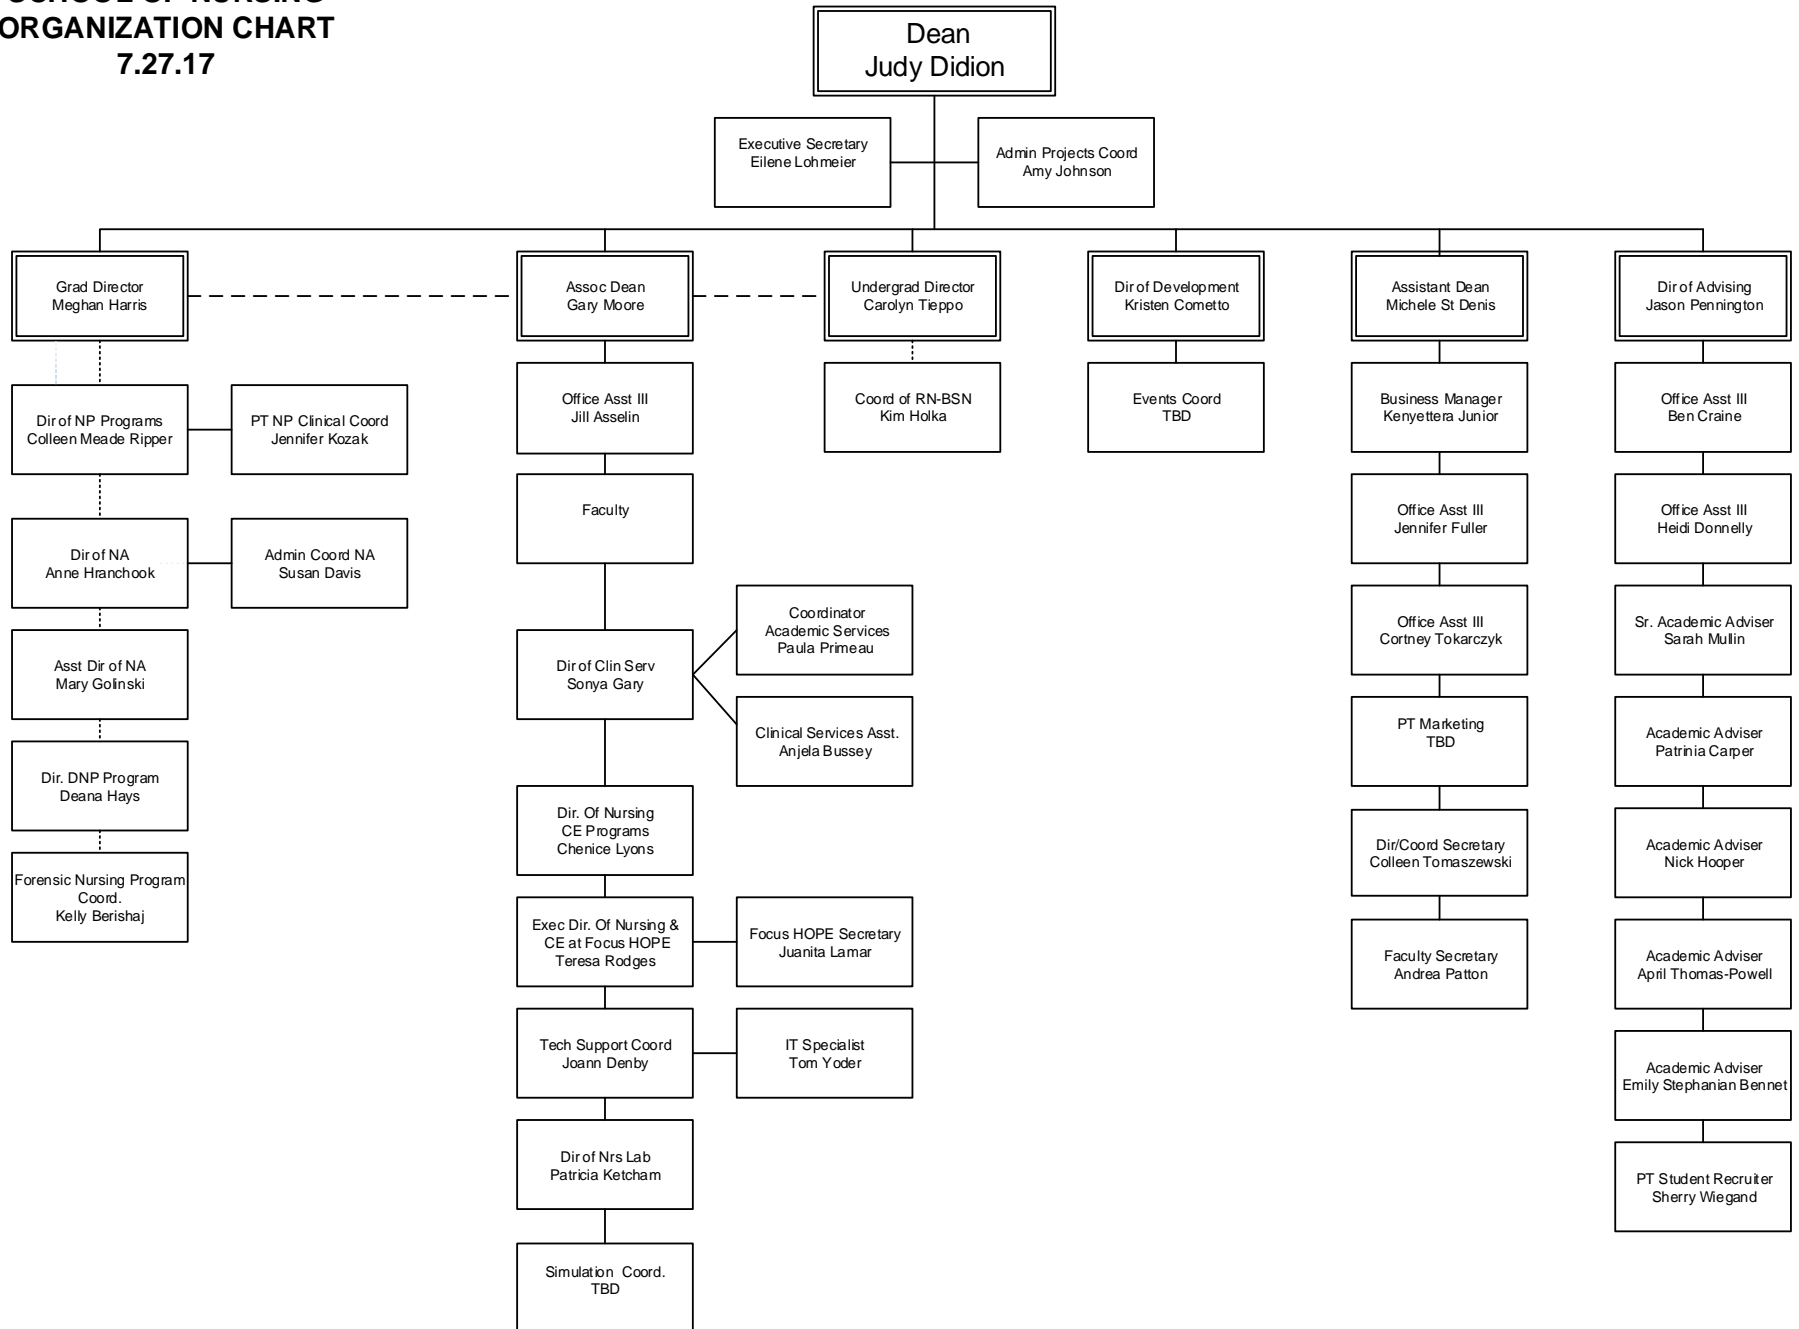 SCHOOL OF NURSING
ORGANIZATION CHART
7.27.17
Dean
Judy Didion
Executive Secretary
Eilene Lohmeier
Admin Projects Coord
Amy Johnson
Grad Director
Meghan Harris
Assoc Dean
Gary Moore
Undergrad Director
Carolyn Tieppo
Dir of Development
Kristen Cometto
Assistant Dean
Michele St Denis
Dir of Advising
Jason Pennington
Dir of NP Programs
Colleen Meade Ripper
PT NP Clinical Coord
Jennifer Kozak
Dir of NA
Anne Hranchook
Admin Coord NA
Susan Davis
Asst Dir of NA
Mary Golinski
Dir. DNP Program
Deana Hays
Forensic Nursing Program
Coord.
Kelly Berishaj
Office Asst III
Jill Asselin
Faculty
Dir of Clin Serv
Sonya Gary
Coordinator
Academic Services
Paula Primeau
Clinical Services Asst.
Anjela Bussey
Dir. Of Nursing
CE Programs
Chenice Lyons
Exec Dir. Of Nursing &
CE at Focus HOPE
Teresa Rodges
Focus HOPE Secretary
Juanita Lamar
Tech Support Coord
Joann Denby
IT Specialist
Tom Yoder
Dir of Nrs Lab
Patricia Ketcham
Simulation Coord.
TBD
Coord of RN-BSN
Kim Holka
Events Coord
TBD
Business Manager
Kenyettera Junior
Office Asst III
Jennifer Fuller
Office Asst III
Cortney Tokarczyk
PT Marketing
TBD
Dir/Coord Secretary
Colleen Tomaszewski
Faculty Secretary
Andrea Patton
Office Asst III
Ben Craine
Office Asst III
Heidi Donnelly
Sr. Academic Adviser
Sarah Mullin
Academic Adviser
Patrinia Carper
Academic Adviser
Nick Hooper
Academic Adviser
April Thomas-Powell
Academic Adviser
Emily Stephanian Bennet
PT Student Recruiter
Sherry Wiegand